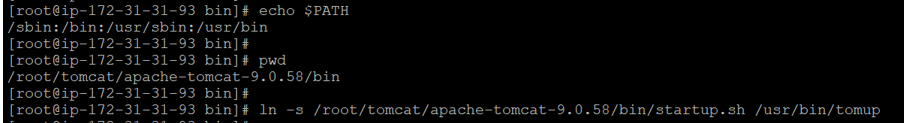 [root@ip-172-31-31-93 bin]# echo $PATH
/sbin:/bin:/usr/sbin:/usr/bin
[root@ip-172-31-31-93 bin]#
[root@ip-172-31-31-93 bin]# pwd
/root/tomcat/apache-tomcat-9.0.58/bin
[root@ip-172-31-31-93 bin]#
[root@ip-172-31-31-93 bin]# ln -s /root/tomcat/apache-tomcat-9.0.58/bin/startup.sh /usr/bin/tomup